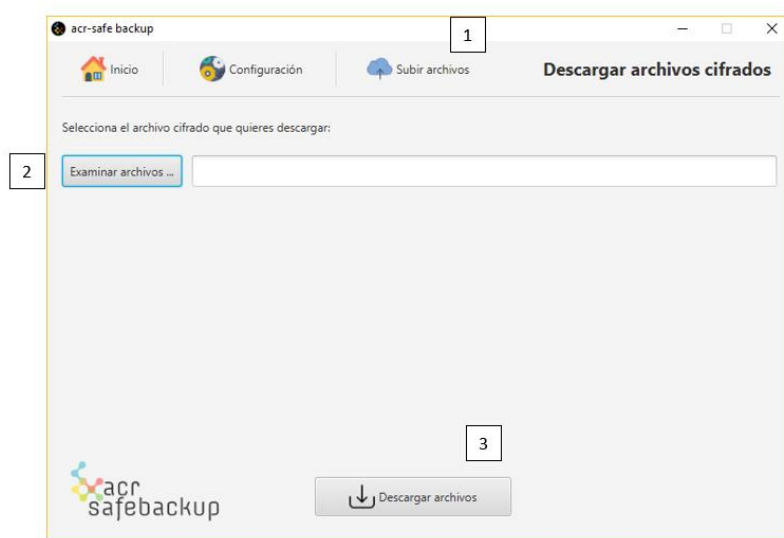 acr-safe backup
1
Inicio
Configuración
Subir archivos
Descargar archivos cifrados
Selecciona el archivo cifrado que quieres descargar:
2
Examinar archivos ...
3
acr
safebackup
Descargar archivos